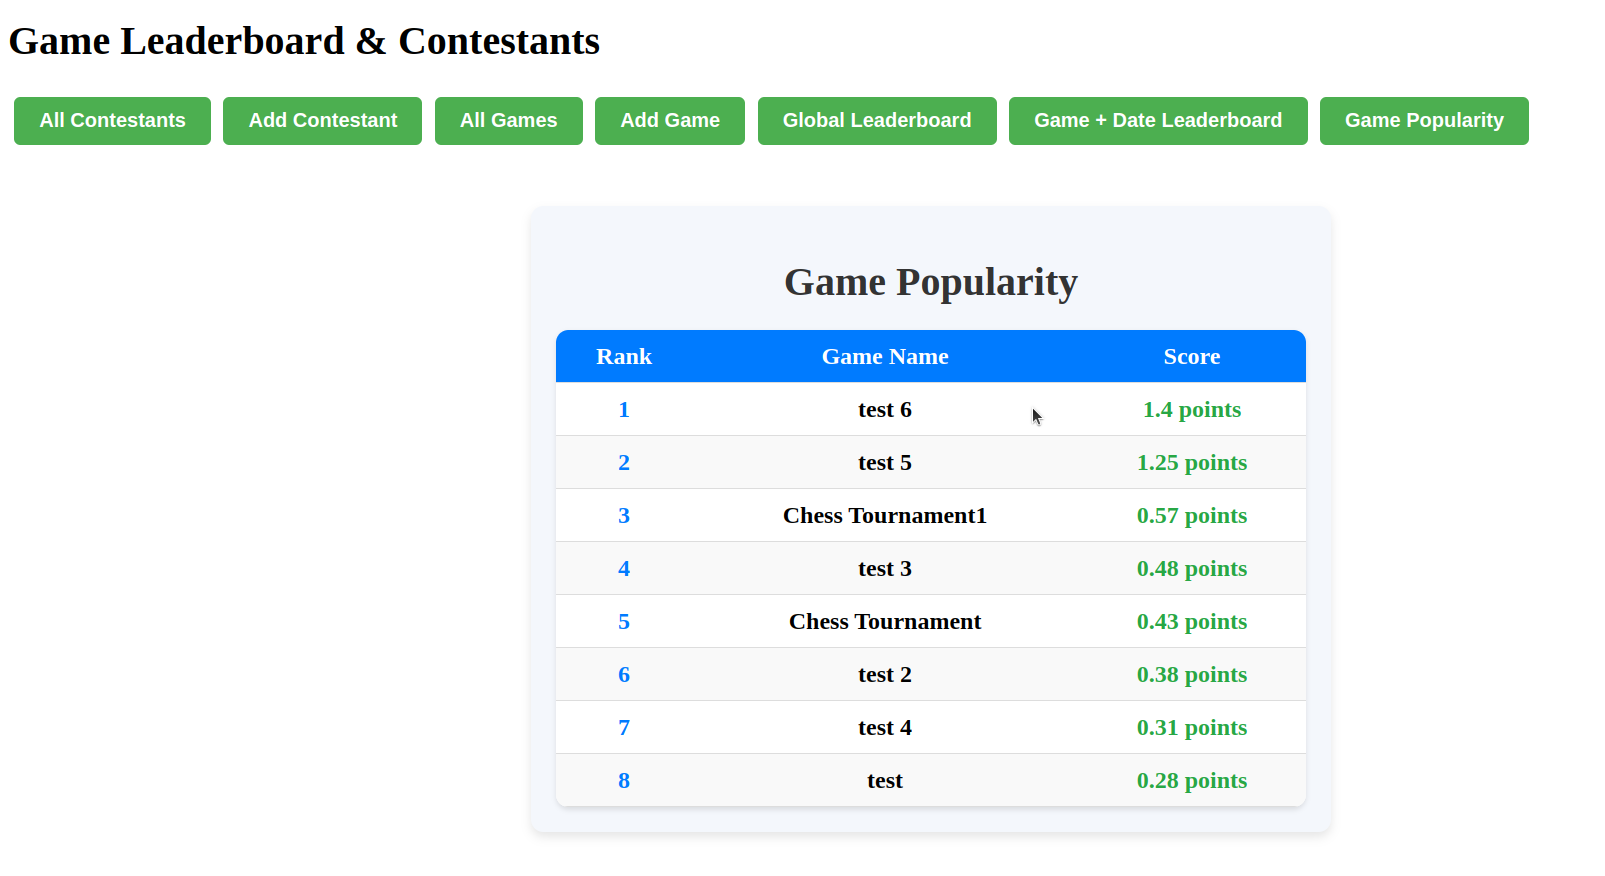 Game Leaderboard & Contestants
All Contestants Add Contestant All Games Add Game Global Leaderboard Game + Date Leaderboard Game Popularity
Game Popularity
Rank Game Name Score
1 test 6 1.4 points
2 test 5 1.25 points
3 Chess Tournament1 0.57 points
4 test 3 0.48 points
5 Chess Tournament 0.43 points
6 test 2 0.38 points
7 test 4 0.31 points
8 test 0.28 points